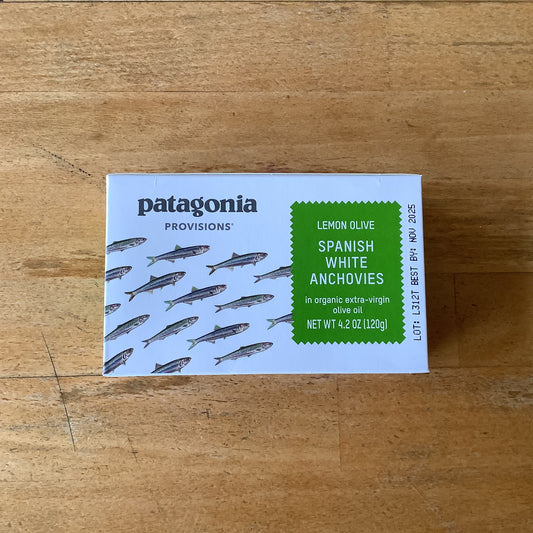 patagonia
PROVISIONS®
LEMON OLIVE
SPANISH
WHITE
ANCHOVIES
in organic extra-virgin
olive oil
NET WT 4.2 OZ (120g)
LOT: L312T BEST BY: NOV 2025